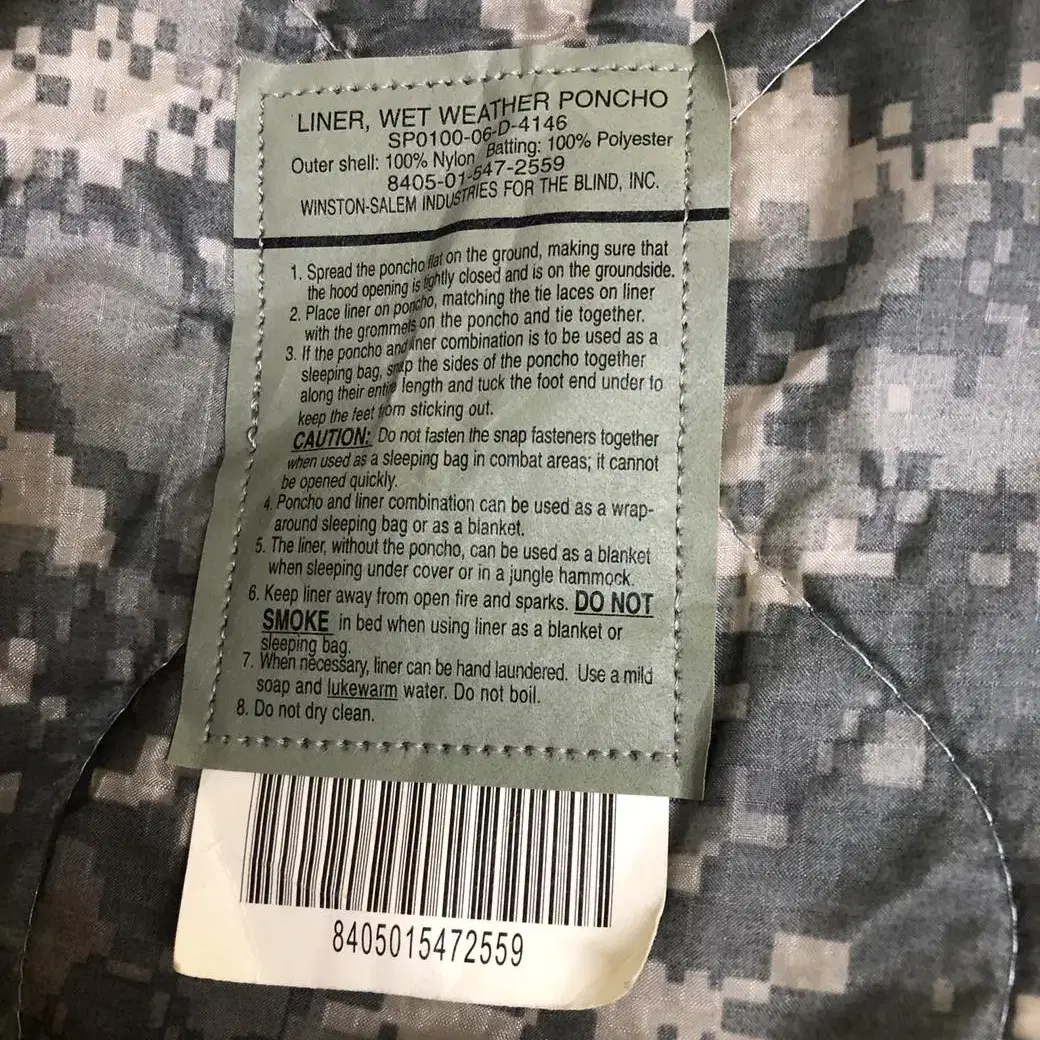 LINER, WET WEATHER PONCHO
SP0100-06-D-4146
Outer shell: 100% Nylon Batting: 100% Polyester
8405-01-547-2559
WINSTON-SALEM INDUSTRIES FOR THE BLIND, INC.
1. Spread the poncho flat on the ground, making sure that
the hood opening is tightly closed and is on the groundside.
2. Place liner on poncho, matching the tie laces on liner
with the grommets on the poncho and tie together.
3. If the poncho and liner combination is to be used as a
sleeping bag, snap the sides of the poncho together
along their entire length and tuck the foot end under to
keep the feet from sticking out.
CAUTION: Do not fasten the snap fasteners together
when used as a sleeping bag in combat areas; it cannot
be opened quickly.
4. Poncho and liner combination can be used as a wrap-
around sleeping bag or as a blanket.
5. The liner, without the poncho, can be used as a blanket
when sleeping under cover or in a jungle hammock.
6. Keep liner away from open fire and sparks. DO NOT
SMOKE in bed when using liner as a blanket or
sleeping bag.
7. When necessary, liner can be hand laundered. Use a mild
soap and lukewarm water. Do not boil.
8. Do not dry clean.
8405015472559